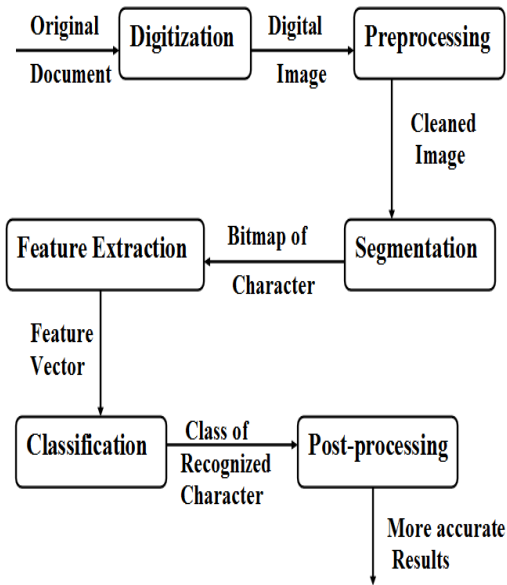 Original
Document
Digitization
Digital
Image
Preprocessing
Cleaned
Image
Segmentation
Bitmap of
Character
Feature Extraction
Feature
Vector
Classification
Class of
Recognized
Character
Post-processing
More accurate
Results